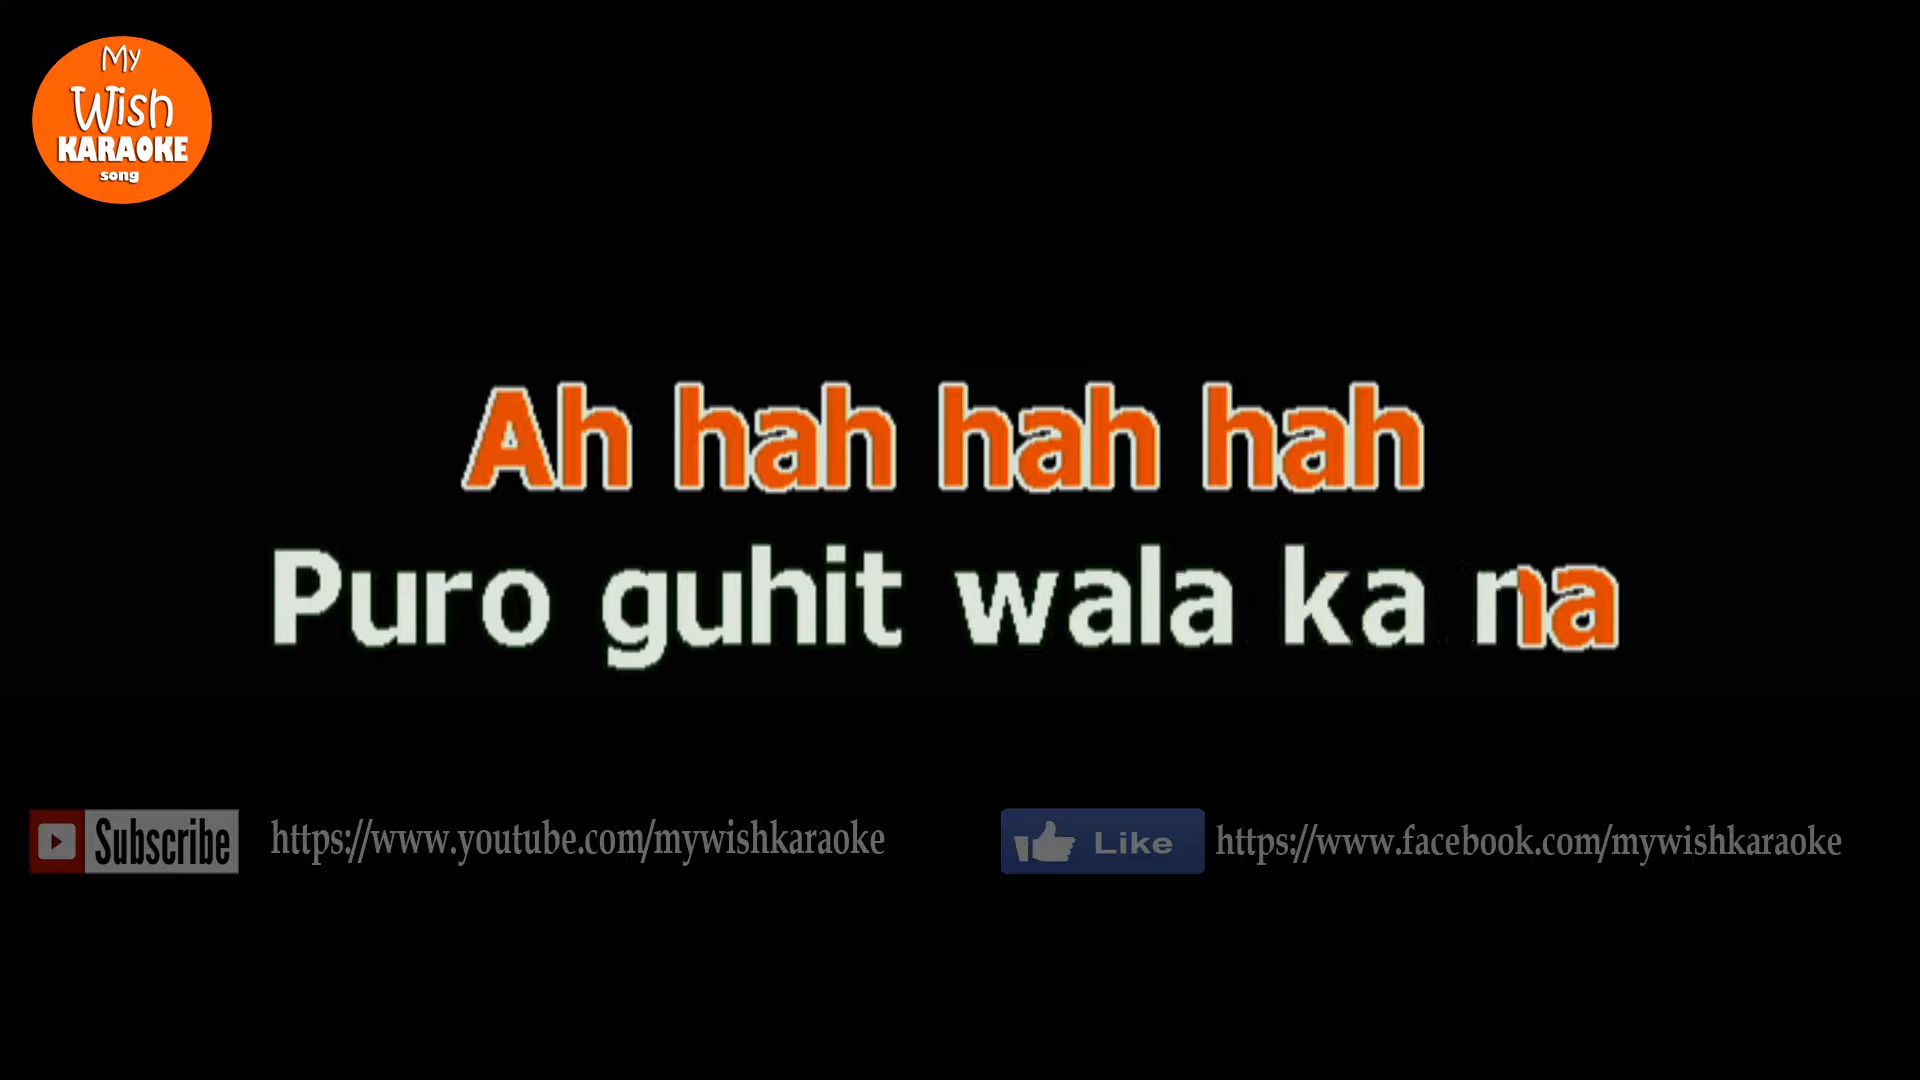 My
Wish
KARAOKE
song
Ah hah hah hah
Puro guhit wala ka na
Subscribe https://www.youtube.com/mywishkaraoke
Like https://www.facebook.com/mywishkaraoke